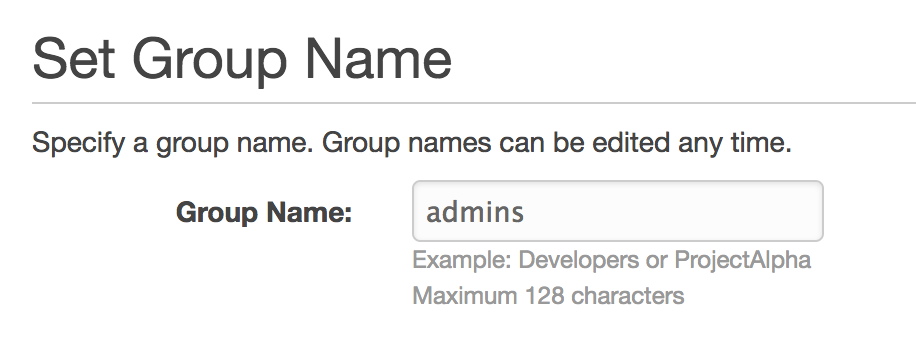 Set Group Name
Specify a group name. Group names can be edited any time.
Group Name: admins
Example: Developers or ProjectAlpha
Maximum 128 characters